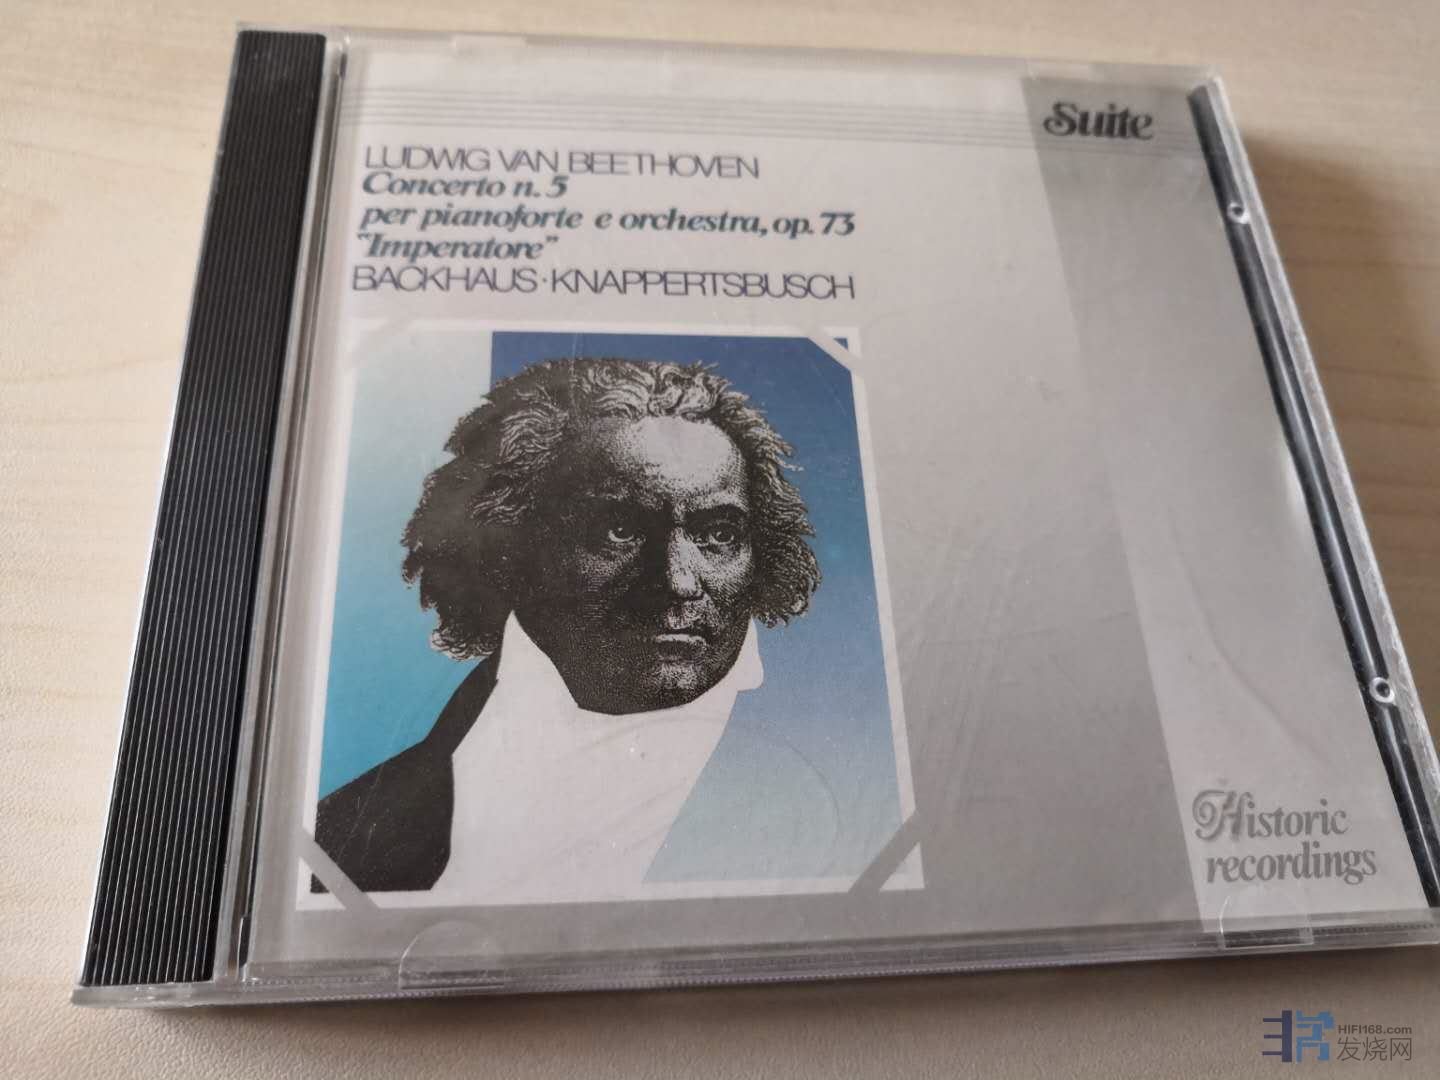 Suite
LUDWIG VAN BEETHOVEN
Concerto n. 5
per pianoforte e orchestra, op. 73
"Imperatore"
BACKHAUS · KNAPPERTSBUSCH
Historic
recordings
HIFI168.com
发烧网